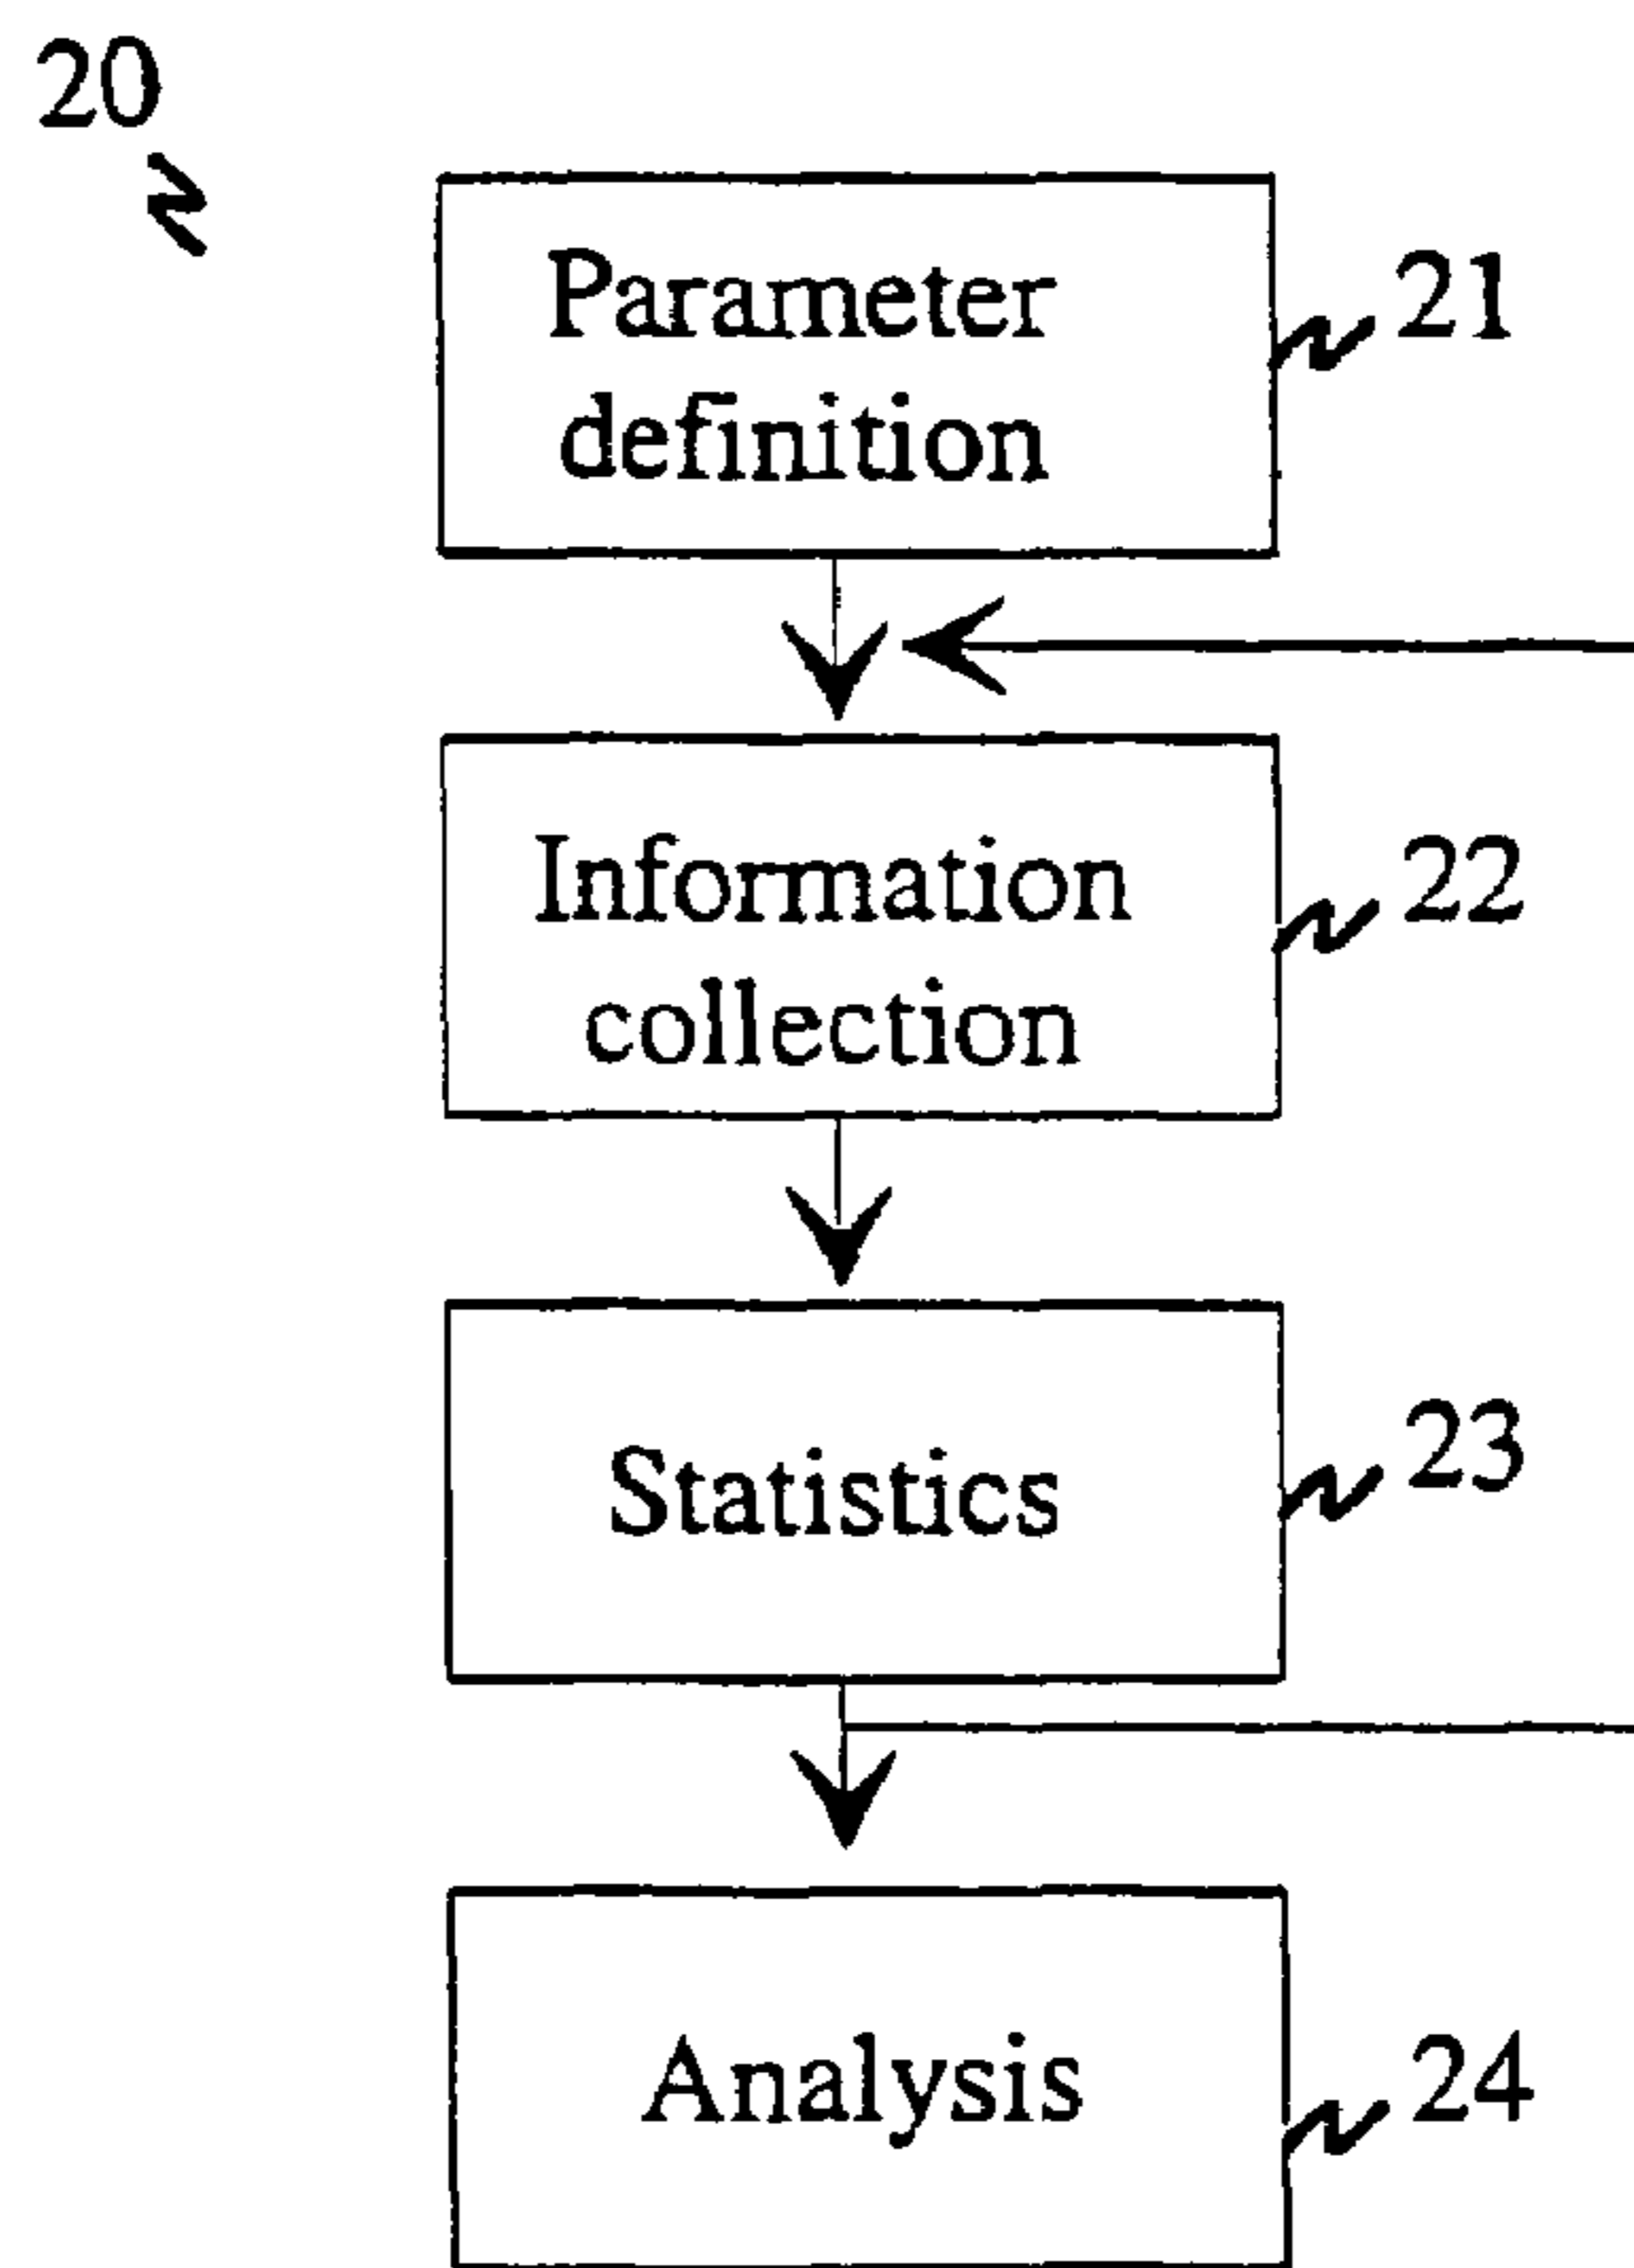 20
Parameter
definition
21
Information
collection
22
Statistics
23
Analysis
24